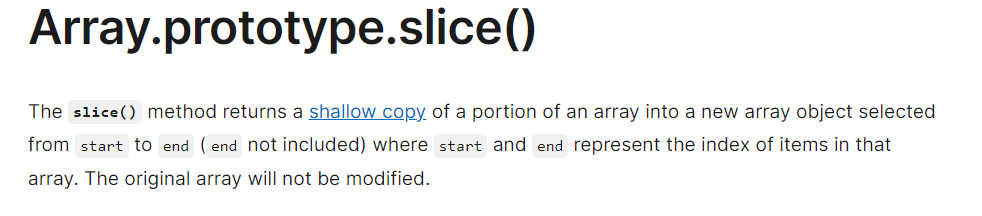 Array.prototype.slice()
The slice() method returns a shallow copy of a portion of an array into a new array object selected
from start to end ( end not included) where start and end represent the index of items in that
array. The original array will not be modified.